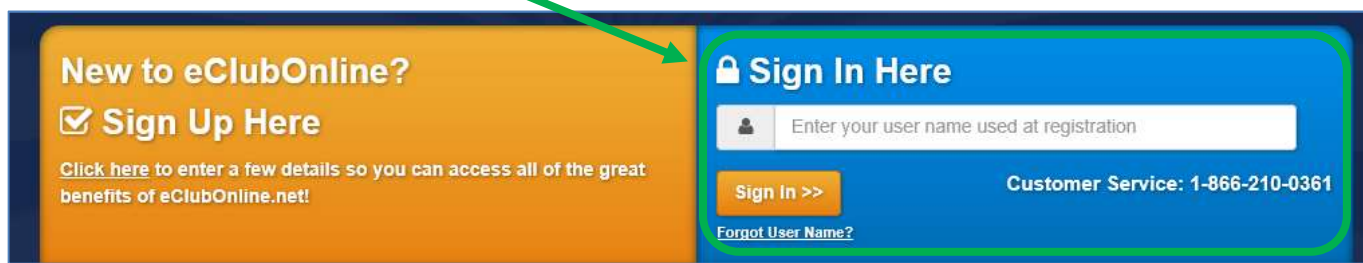 New to eClubOnline?
Sign Up Here
Click here to enter a few details so you can access all of the great
benefits of eClubOnline.net!
Sign In Here
Enter your user name used at registration
Sign In >>
Customer Service: 1-866-210-0361
Forgot User Name?